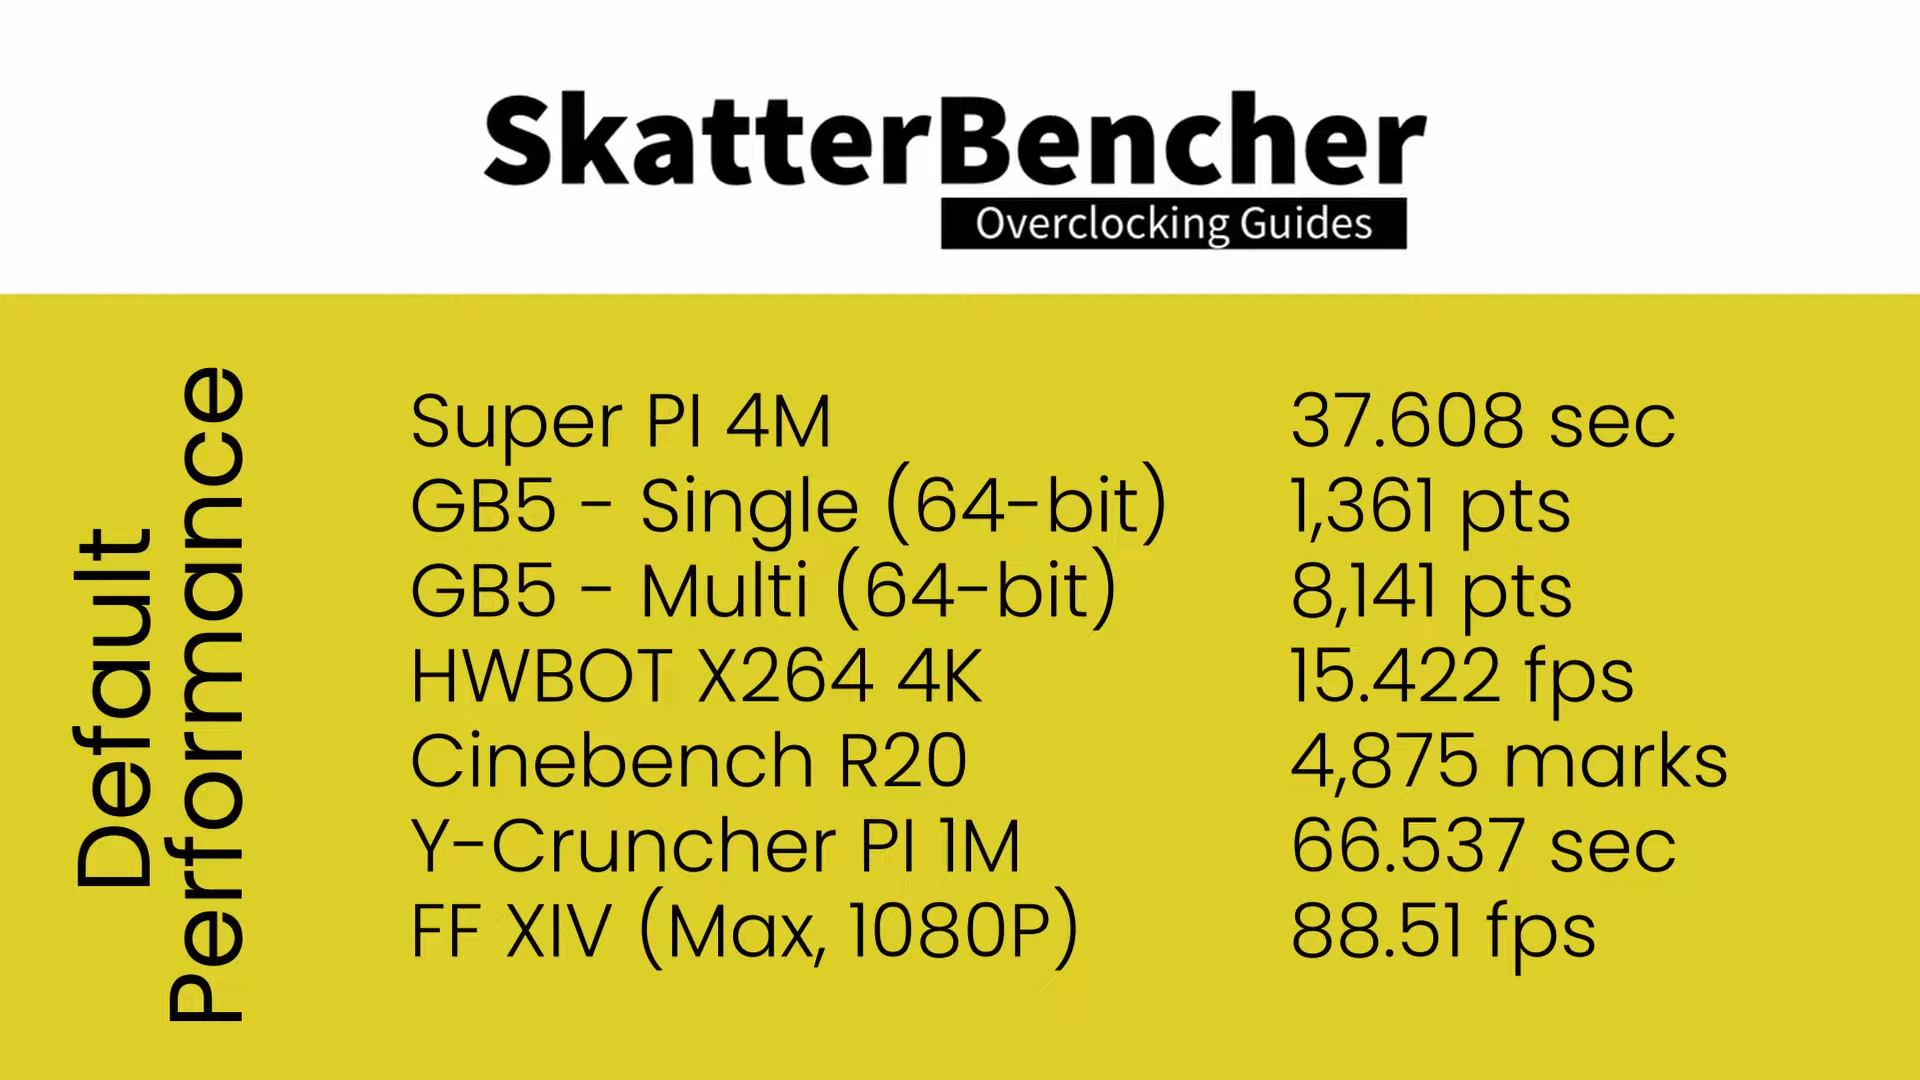 SkatterBencher
Overclocking Guides
Default
Performance
Super PI 4M 37.608 sec
GB5 - Single (64-bit) 1,361 pts
GB5 - Multi (64-bit) 8,141 pts
HWBOT X264 4K 15.422 fps
Cinebench R20 4,875 marks
Y-Cruncher PI 1M 66.537 sec
FF XIV (Max, 1080P) 88.51 fps